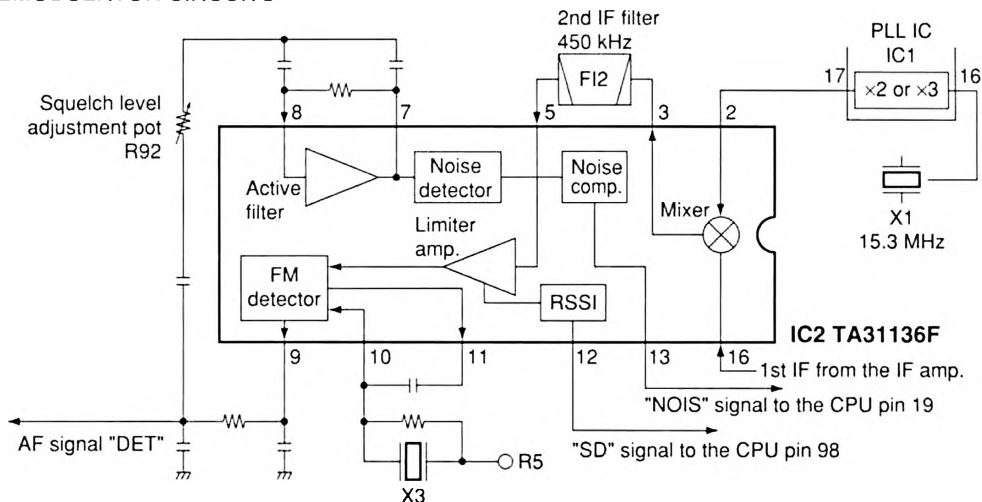 2nd IF filter
450 kHz
PLL IC
IC1
FI2
17
×2 or ×3
16
Squelch level
adjustment pot
R92
8
7
5
3
2
Active
filter
Noise
detector
Noise
comp.
Mixer
X1
15.3 MHz
Limiter
amp.
FM
detector
RSSI
IC2 TA31136F
9
10
11
12
13
16
1st IF from the IF amp.
"NOIS" signal to the CPU pin 19
AF signal "DET"
"SD" signal to the CPU pin 98
R5
X3